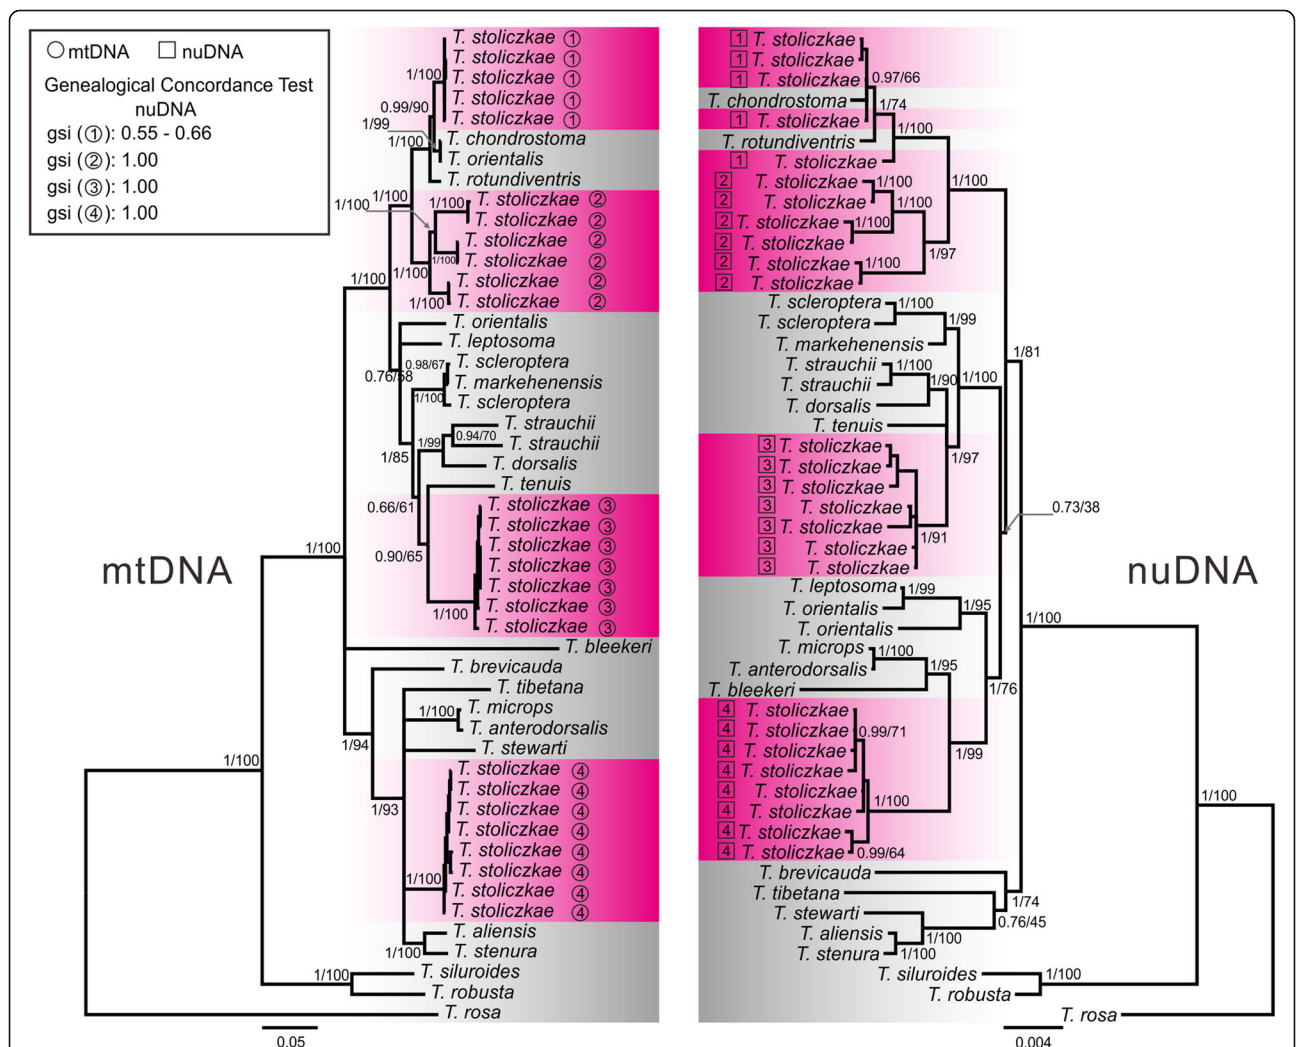 mtDNA nuDNA
Genealogical Concordance Test
nuDNA
gsi (①): 0.55 - 0.66
gsi (②): 1.00
gsi (③): 1.00
gsi (④): 1.00
mtDNA
T. stoliczkae ①
T. stoliczkae ①
T. stoliczkae ①
T. stoliczkae ①
T. stoliczkae ①
T. chondrostoma
T. orientalis
T. rotundiventris
T. stoliczkae ②
T. stoliczkae ②
T. stoliczkae ②
T. stoliczkae ②
T. stoliczkae ②
T. stoliczkae ②
T. orientalis
T. leptosoma
T. scleroptera
T. markehenensis
T. scleroptera
T. strauchii
T. strauchii
T. dorsalis
T. tenuis
T. stoliczkae ③
T. stoliczkae ③
T. stoliczkae ③
T. stoliczkae ③
T. stoliczkae ③
T. stoliczkae ③
T. stoliczkae ③
T. bleekeri
T. brevicauda
T. tibetana
T. microps
T. anterodorsalis
T. stewarti
T. stoliczkae ④
T. stoliczkae ④
T. stoliczkae ④
T. stoliczkae ④
T. stoliczkae ④
T. stoliczkae ④
T. stoliczkae ④
T. stoliczkae ④
T. aliensis
T. stenura
T. siluroides
T. robusta
T. rosa
1/100
0.99/90
1/99
1/100
1/100
1/100
1/100
1/100
1/100
1/100
1/100
0.76/58
0.98/67
1/100
1/99
0.94/70
1/85
0.66/61
0.90/65
1/100
1/100
1/100
1/94
1/100
1/93
1/100
1/100
1/100
0.05
nuDNA
1 T. stoliczkae
1 T. stoliczkae
1 T. stoliczkae
T. chondrostoma
1 T. stoliczkae
T. rotundiventris
1 T. stoliczkae
2 T. stoliczkae
2 T. stoliczkae
2 T. stoliczkae
2 T. stoliczkae
2 T. stoliczkae
2 T. stoliczkae
T. scleroptera
T. scleroptera
T. markehenensis
T. strauchii
T. strauchii
T. dorsalis
T. tenuis
3 T. stoliczkae
3 T. stoliczkae
3 T. stoliczkae
3 T. stoliczkae
3 T. stoliczkae
3 T. stoliczkae
3 T. stoliczkae
T. leptosoma
T. orientalis
T. orientalis
T. microps
T. anterodorsalis
T. bleekeri
4 T. stoliczkae
4 T. stoliczkae
4 T. stoliczkae
4 T. stoliczkae
4 T. stoliczkae
4 T. stoliczkae
4 T. stoliczkae
4 T. stoliczkae
T. brevicauda
T. tibetana
T. stewarti
T. aliensis
T. stenura
T. siluroides
T. robusta
T. rosa
0.97/66
1/74
1/100
1/100
1/100
1/100
1/100
1/97
1/100
1/100
1/99
1/81
1/100
1/90
1/100
1/97
0.73/38
1/91
1/99
1/95
1/100
1/100
1/95
1/76
0.99/71
1/99
1/100
1/100
0.99/64
1/74
0.76/45
1/100
1/100
1/100
0.004